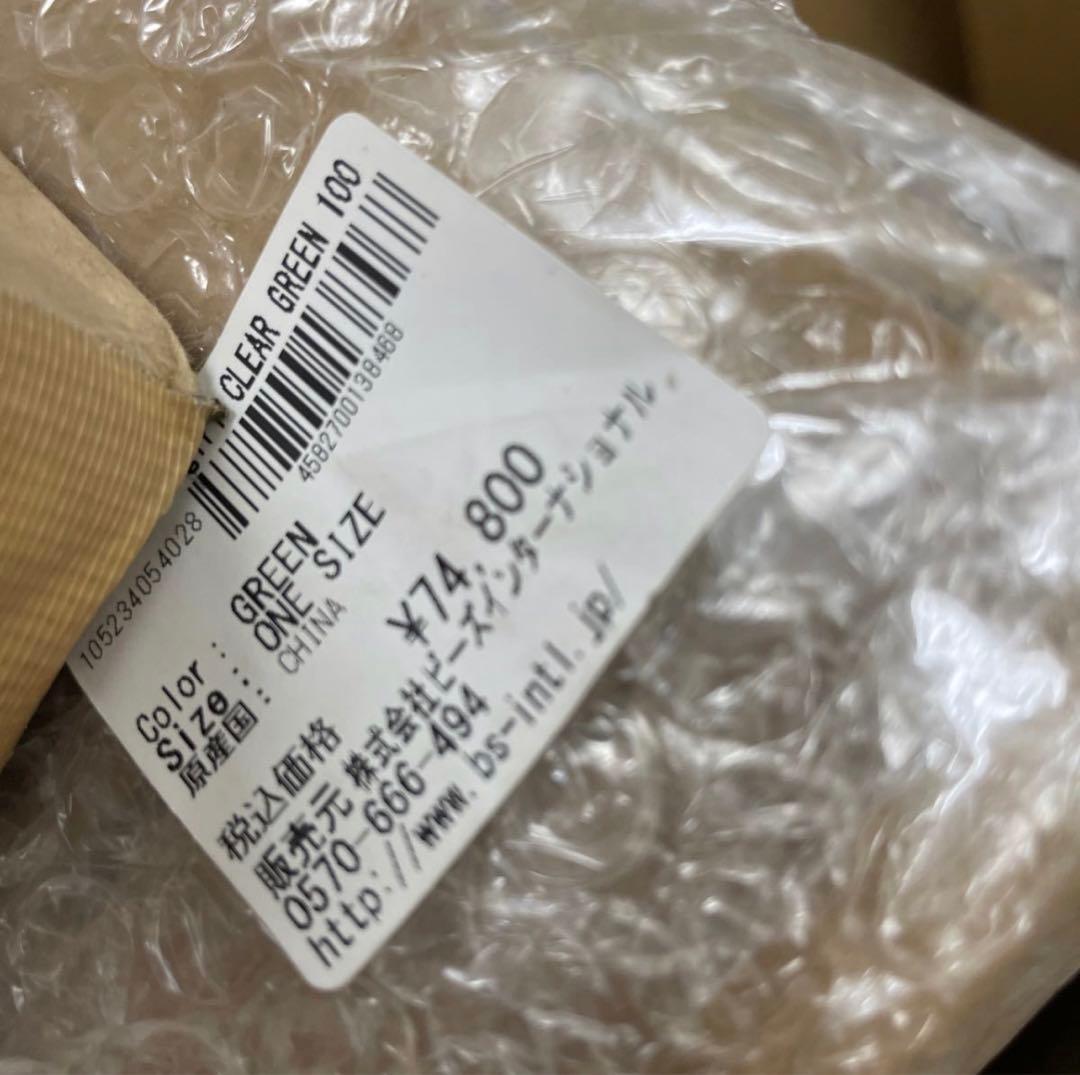 CLEAR GREEN 100
4582700138468
105234054028
Color : GREEN
Size : ONE SIZE
原産国 : CHINA
税込価格 ¥74,800
販売元 株式会社ビーズインターナショナル
0570-666-494
http://www.bs-intl.jp/